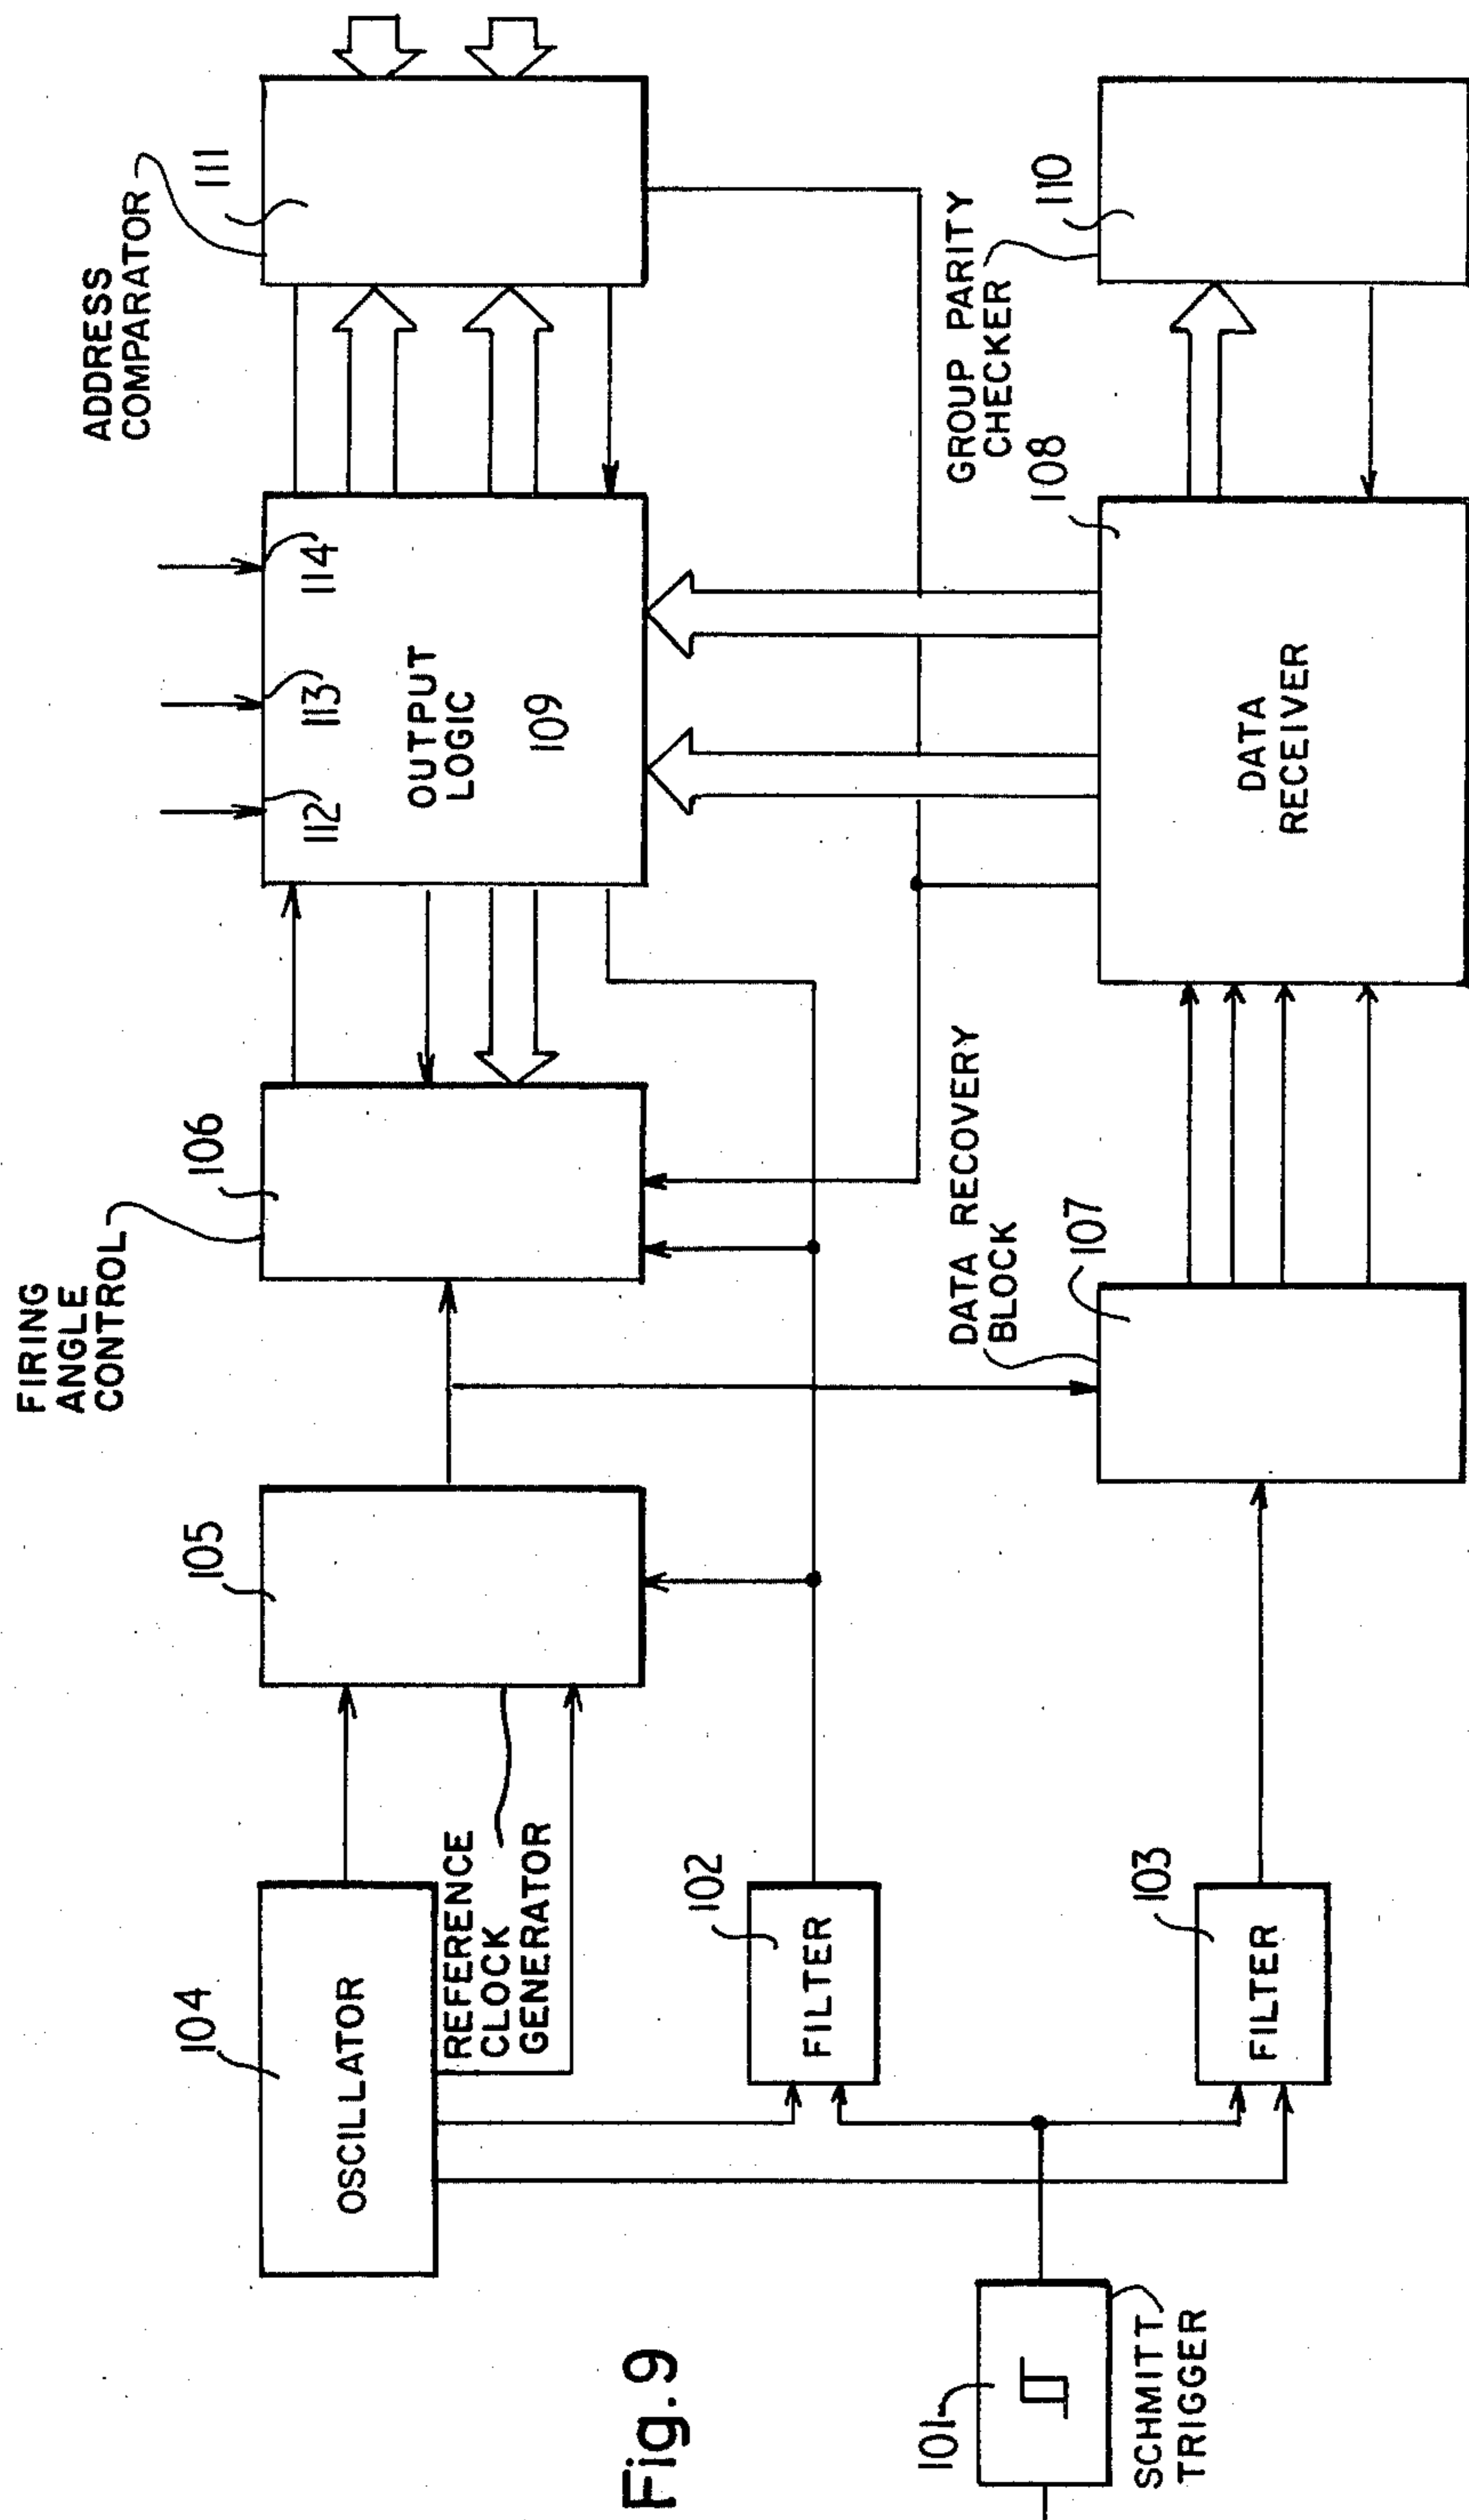 FIRING
ANGLE
CONTROL
ADDRESS
COMPARATOR
104
OSCILLATOR
105
106
112
113
114
OUTPUT
LOGIC
109
111
REFERENCE
CLOCK
GENERATOR
102
FILTER
Fig.9
101
SCHMITT
TRIGGER
103
FILTER
DATA RECOVERY
BLOCK
107
GROUP PARITY
CHECKER
108
DATA
RECEIVER
110